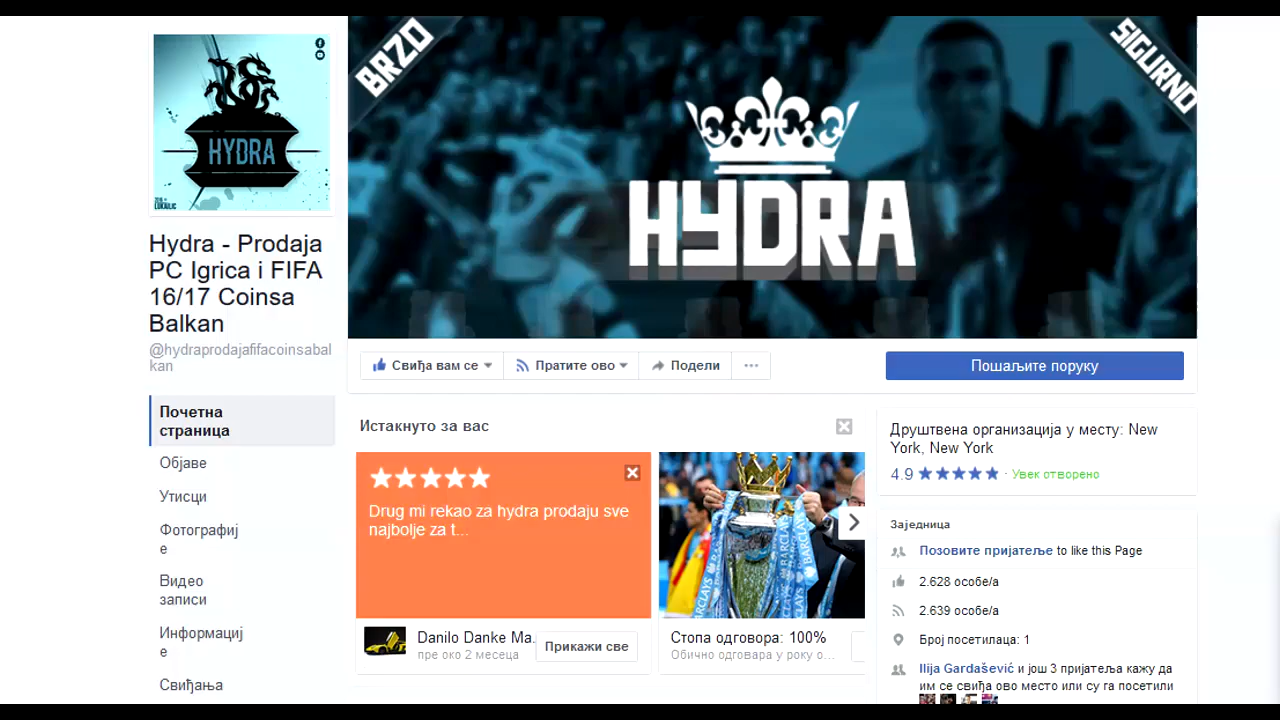 BRZO
SIGURNO
HYDRA
HYDRA
Hydra - Prodaja
PC Igrica i FIFA
16/17 Coinsa
Balkan
@hydraprodajafifacoinsabal
kan
Свиђа вам се
Пратите ово
Подели
Пошаљите поруку
Почетна
страница
Објаве
Утисци
Фотографиј
е
Видео
записи
Информациј
е
Свиђања
Истакнуто за вас
Drug mi rekao za hydra prodaju sve
najbolje za t...
Danilo Danke Ma...
пре око 2 месеца
Прикажи све
BARCLAYS
BARCLAYS
Стопа одговора: 100%
Обично одговара у року о...
Друштвена организација у месту: New
York, New York
4.9 ★★★★★ · Увек отворено
Заједница
Позовите пријатеље to like this Page
2.628 особе/а
2.639 особе/а
Број посетилаца: 1
Ilija Gardašević и још 3 пријатеља кажу да
им се свиђа ово место или су га посетили